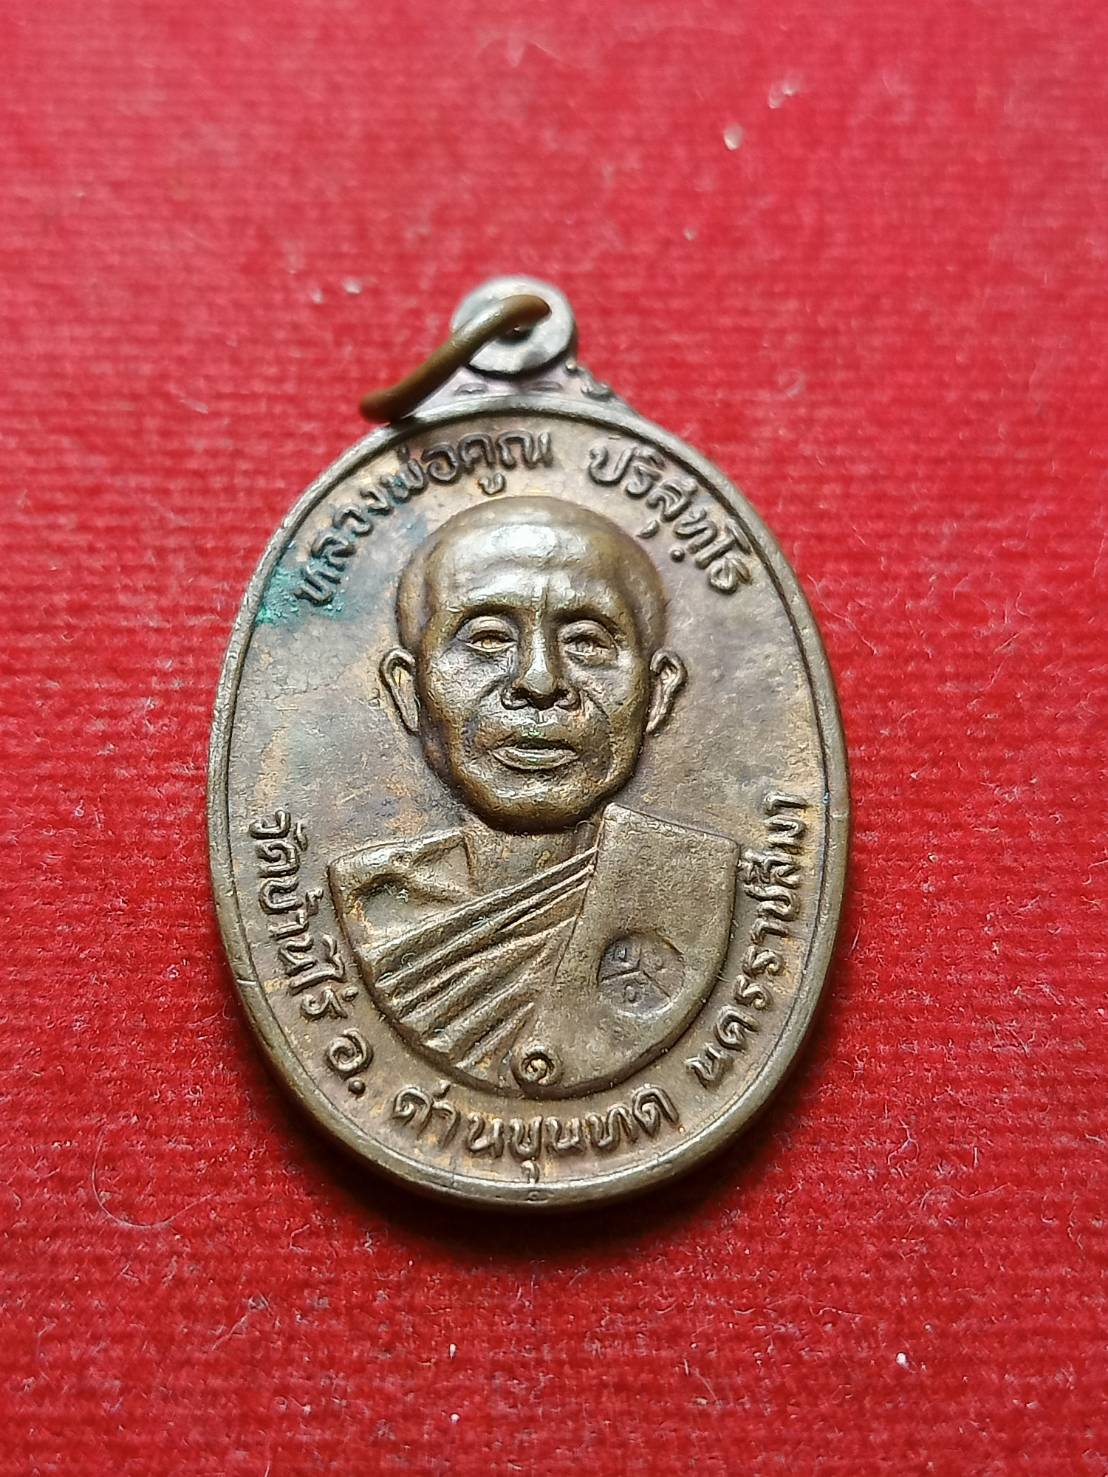 หลวงพ่อคูณ ปริสุทฺโธ
๑
วัดบ้านไร่ อ. ด่านขุนทด นครราชสีมา